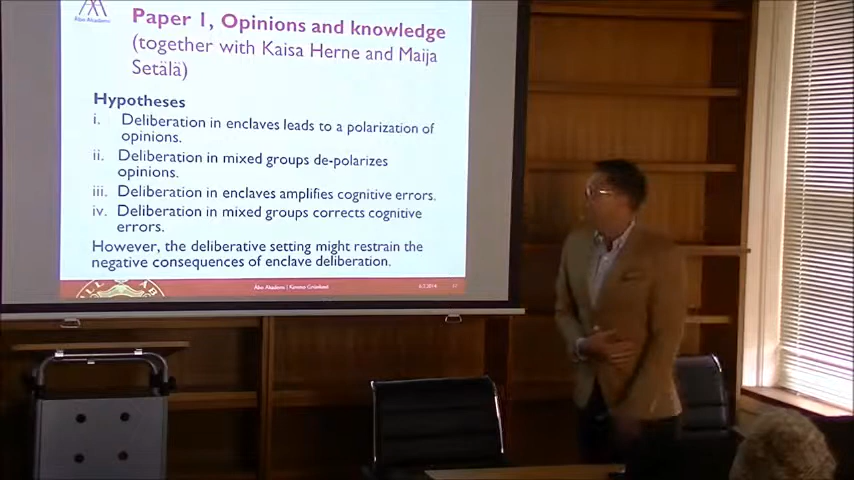 Åbo Akademi
Paper 1, Opinions and knowledge
(together with Kaisa Herne and Maija
Setälä)
Hypotheses
i. Deliberation in enclaves leads to a polarization of
opinions.
ii. Deliberation in mixed groups de-polarizes
opinions.
iii. Deliberation in enclaves amplifies cognitive errors.
iv. Deliberation in mixed groups corrects cognitive
errors.
However, the deliberative setting might restrain the
negative consequences of enclave deliberation.
Åbo Akademi | Kimmo Grönlund